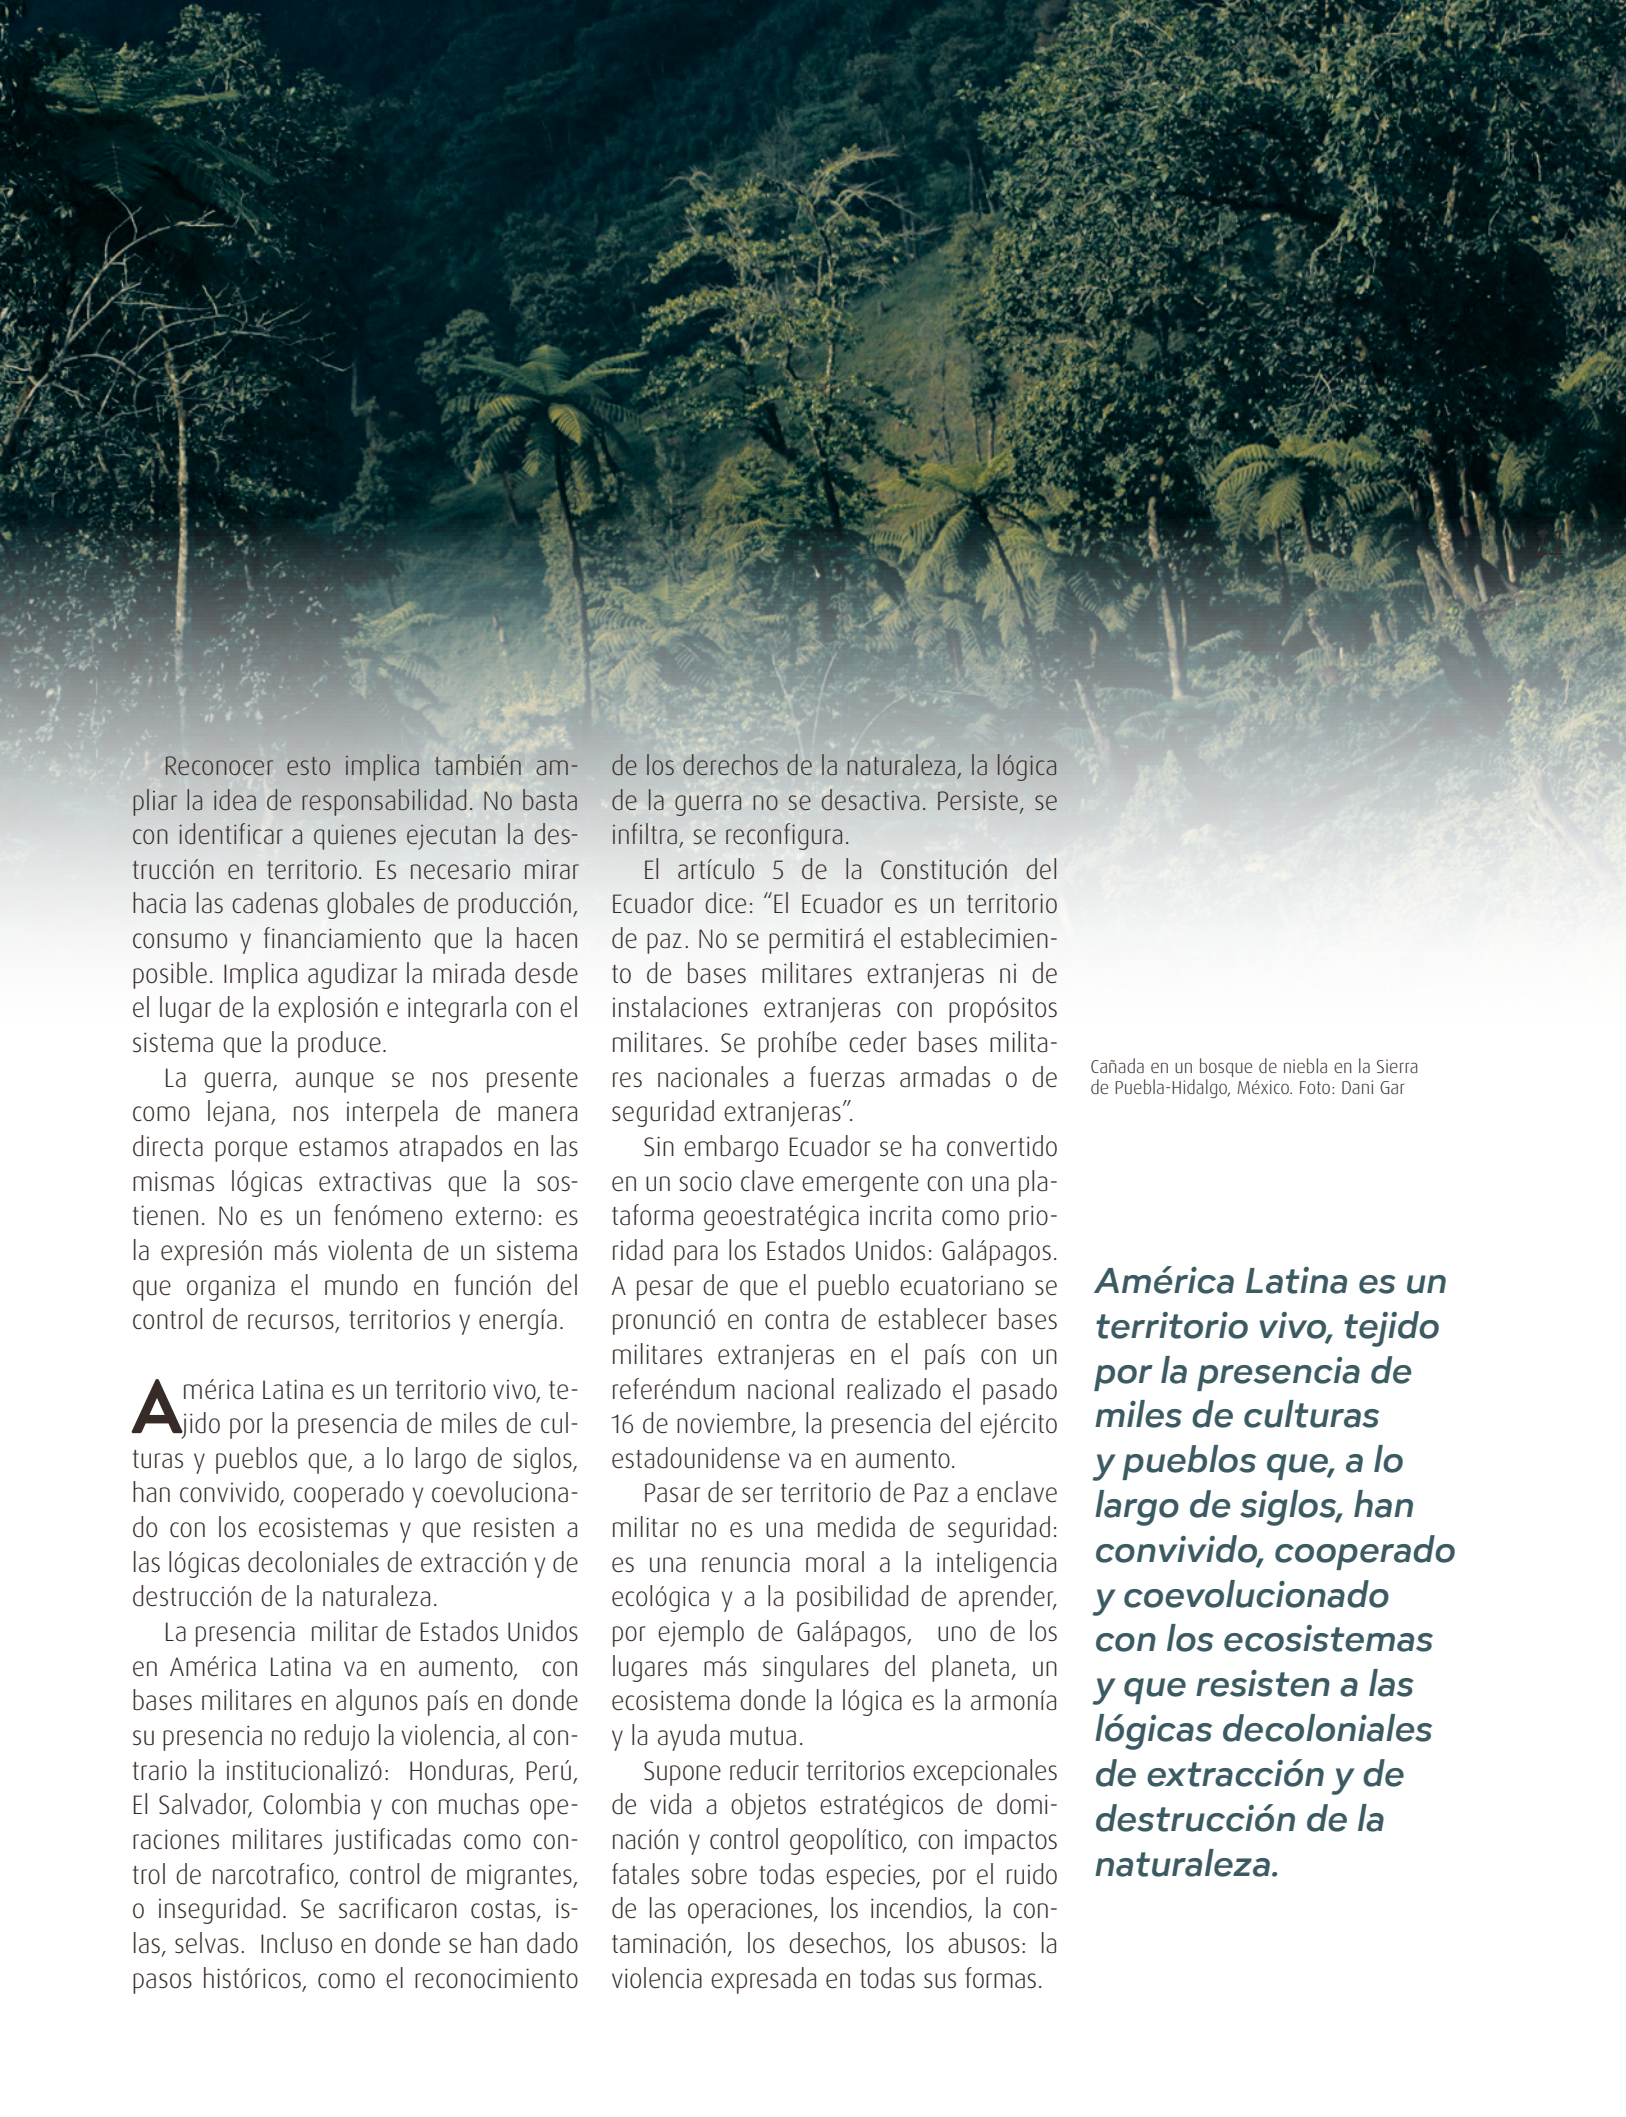 Reconocer esto implica también am-
pliar la idea de responsabilidad. No basta
con identificar a quienes ejecutan la des-
trucción en territorio. Es necesario mirar
hacia las cadenas globales de producción,
consumo y financiamiento que la hacen
posible. Implica agudizar la mirada desde
el lugar de la explosión e integrarla con el
sistema que la produce.
La guerra, aunque se nos presente
como lejana, nos interpela de manera
directa porque estamos atrapados en las
mismas lógicas extractivas que la sos-
tienen. No es un fenómeno externo: es
la expresión más violenta de un sistema
que organiza el mundo en función del
control de recursos, territorios y energía.
América Latina es un territorio vivo, te-
jido por la presencia de miles de cul-
turas y pueblos que, a lo largo de siglos,
han convivido, cooperado y coevoluciona-
do con los ecosistemas y que resisten a
las lógicas decoloniales de extracción y de
destrucción de la naturaleza.
La presencia militar de Estados Unidos
en América Latina va en aumento, con
bases militares en algunos país en donde
su presencia no redujo la violencia, al con-
trario la institucionalizó: Honduras, Perú,
El Salvador, Colombia y con muchas ope-
raciones militares justificadas como con-
trol de narcotrafico, control de migrantes,
o inseguridad. Se sacrificaron costas, is-
las, selvas. Incluso en donde se han dado
pasos históricos, como el reconocimiento
de los derechos de la naturaleza, la lógica
de la guerra no se desactiva. Persiste, se
infiltra, se reconfigura.
El artículo 5 de la Constitución del
Ecuador dice: “El Ecuador es un territorio
de paz. No se permitirá el establecimien-
to de bases militares extranjeras ni de
instalaciones extranjeras con propósitos
militares. Se prohíbe ceder bases milita-
res nacionales a fuerzas armadas o de
seguridad extranjeras”.
Sin embargo Ecuador se ha convertido
en un socio clave emergente con una pla-
taforma geoestratégica incrita como prio-
ridad para los Estados Unidos: Galápagos.
A pesar de que el pueblo ecuatoriano se
pronunció en contra de establecer bases
militares extranjeras en el país con un
referéndum nacional realizado el pasado
16 de noviembre, la presencia del ejército
estadounidense va en aumento.
Pasar de ser territorio de Paz a enclave
militar no es una medida de seguridad:
es una renuncia moral a la inteligencia
ecológica y a la posibilidad de aprender,
por ejemplo de Galápagos, uno de los
lugares más singulares del planeta, un
ecosistema donde la lógica es la armonía
y la ayuda mutua.
Supone reducir territorios excepcionales
de vida a objetos estratégicos de domi-
nación y control geopolítico, con impactos
fatales sobre todas especies, por el ruido
de las operaciones, los incendios, la con-
taminación, los desechos, los abusos: la
violencia expresada en todas sus formas.
Cañada en un bosque de niebla en la Sierra
de Puebla-Hidalgo, México. Foto: Dani Gar
América Latina es un
territorio vivo, tejido
por la presencia de
miles de culturas
y pueblos que, a lo
largo de siglos, han
convivido, cooperado
y coevolucionado
con los ecosistemas
y que resisten a las
lógicas decoloniales
de extracción y de
destrucción de la
naturaleza.